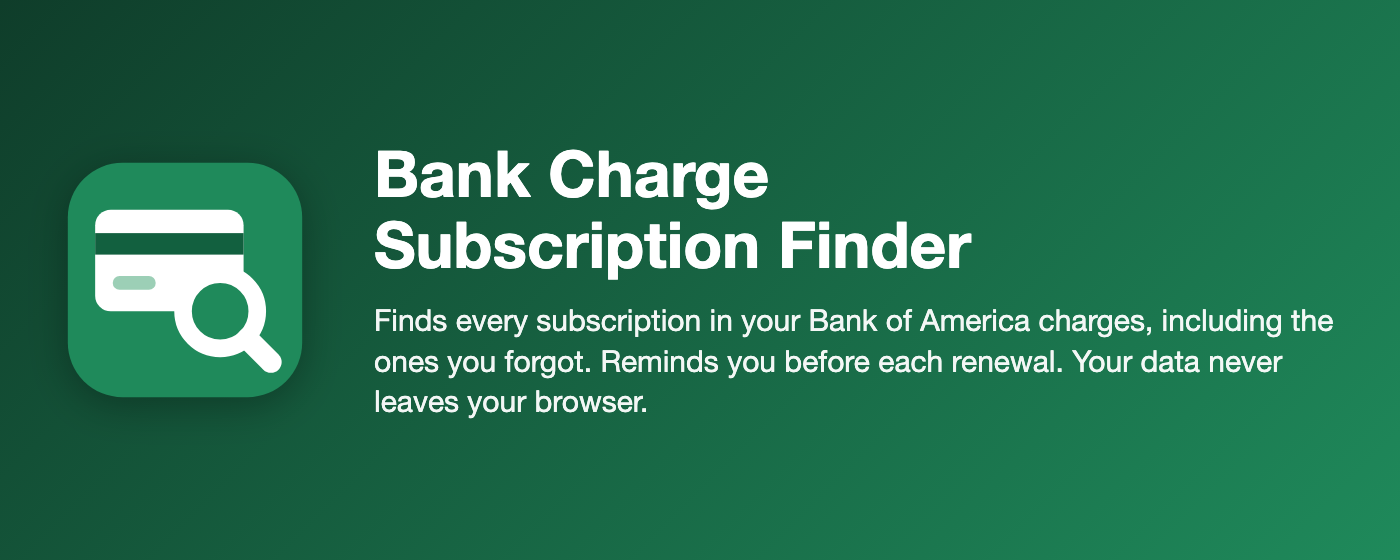 Bank Charge
Subscription Finder
Finds every subscription in your Bank of America charges, including the
ones you forgot. Reminds you before each renewal. Your data never
leaves your browser.